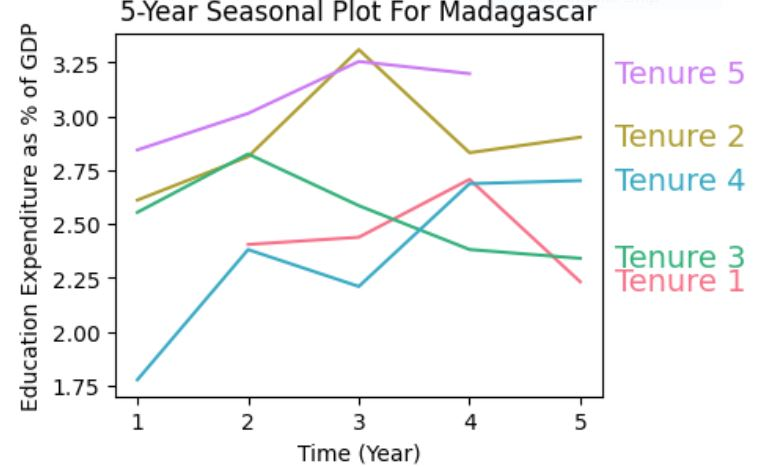 5-Year Seasonal Plot For Madagascar
Education Expenditure as % of GDP
3.25
3.00
2.75
2.50
2.25
2.00
1.75
1 2 3 4 5
Time (Year)
Tenure 5
Tenure 2
Tenure 4
Tenure 3
Tenure 1